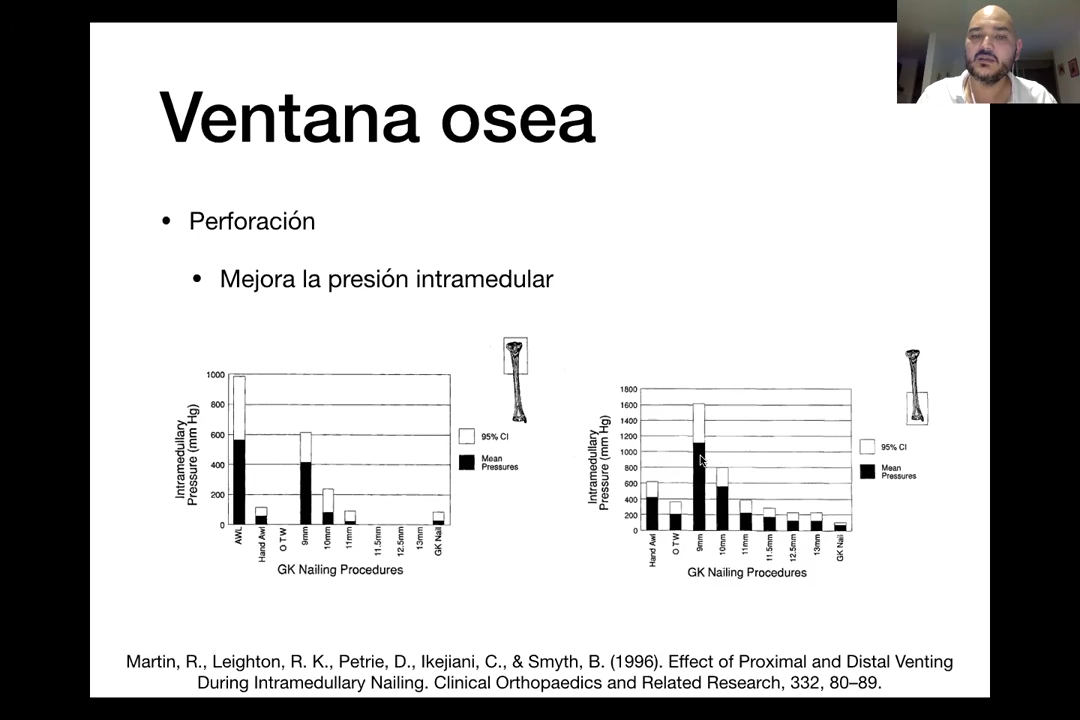 Ventana osea
• Perforación
• Mejora la presión intramedular
1000
800
600
400
200
0
Intramedullary
Pressure (mm Hg)
AWL
Hand Awl
O T W
9mm
10mm
11mm
11.5mm
12.5mm
13mm
GK Nail
GK Nailing Procedures
95% CI
Mean
Pressures
1800
1600
1400
1200
1000
800
600
400
200
0
Intramedullary
Pressure (mm Hg)
Hand Awl
O T W
9mm
10mm
11mm
11.5mm
12.5mm
13mm
GK Nail
GK Nailing Procedures
95% CI
Mean
Pressures
Martin, R., Leighton, R. K., Petrie, D., Ikejiani, C., & Smyth, B. (1996). Effect of Proximal and Distal Venting
During Intramedullary Nailing. Clinical Orthopaedics and Related Research, 332, 80–89.